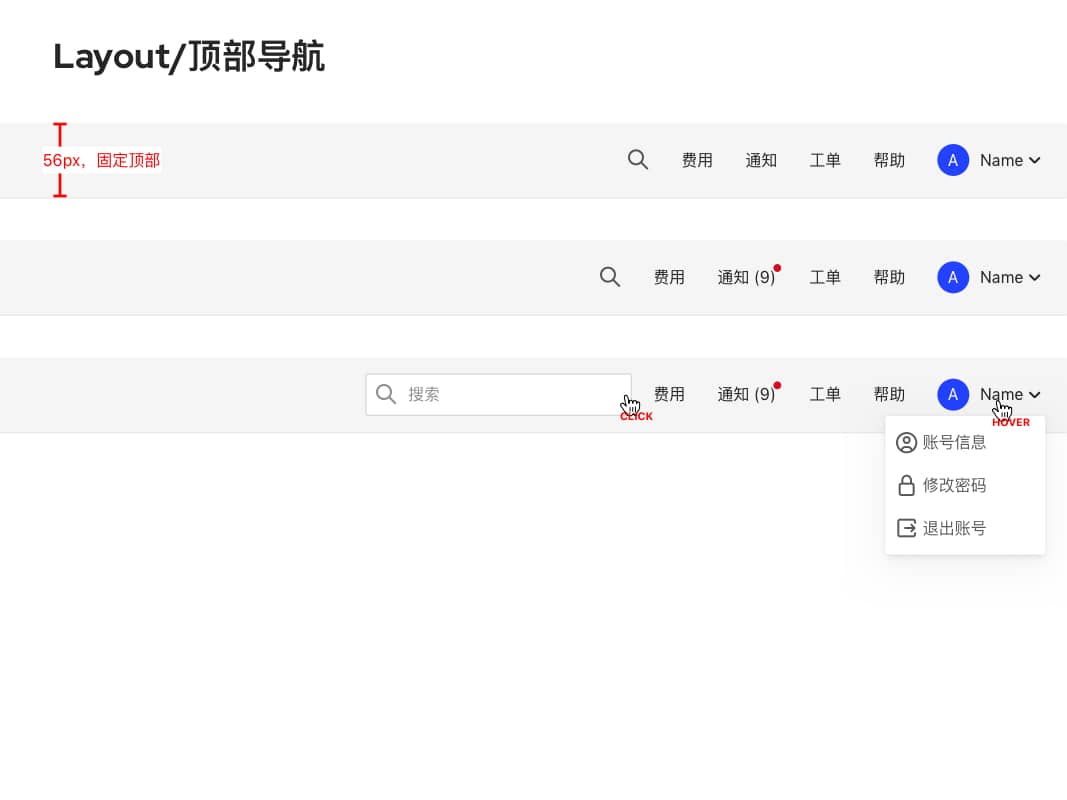 Layout/顶部导航
56px，固定顶部
费用 通知 工单 帮助 A Name
费用 通知 (9) 工单 帮助 A Name
搜索 费用 通知 (9) 工单 帮助 A Name
CLICK
HOVER
账号信息
修改密码
退出账号